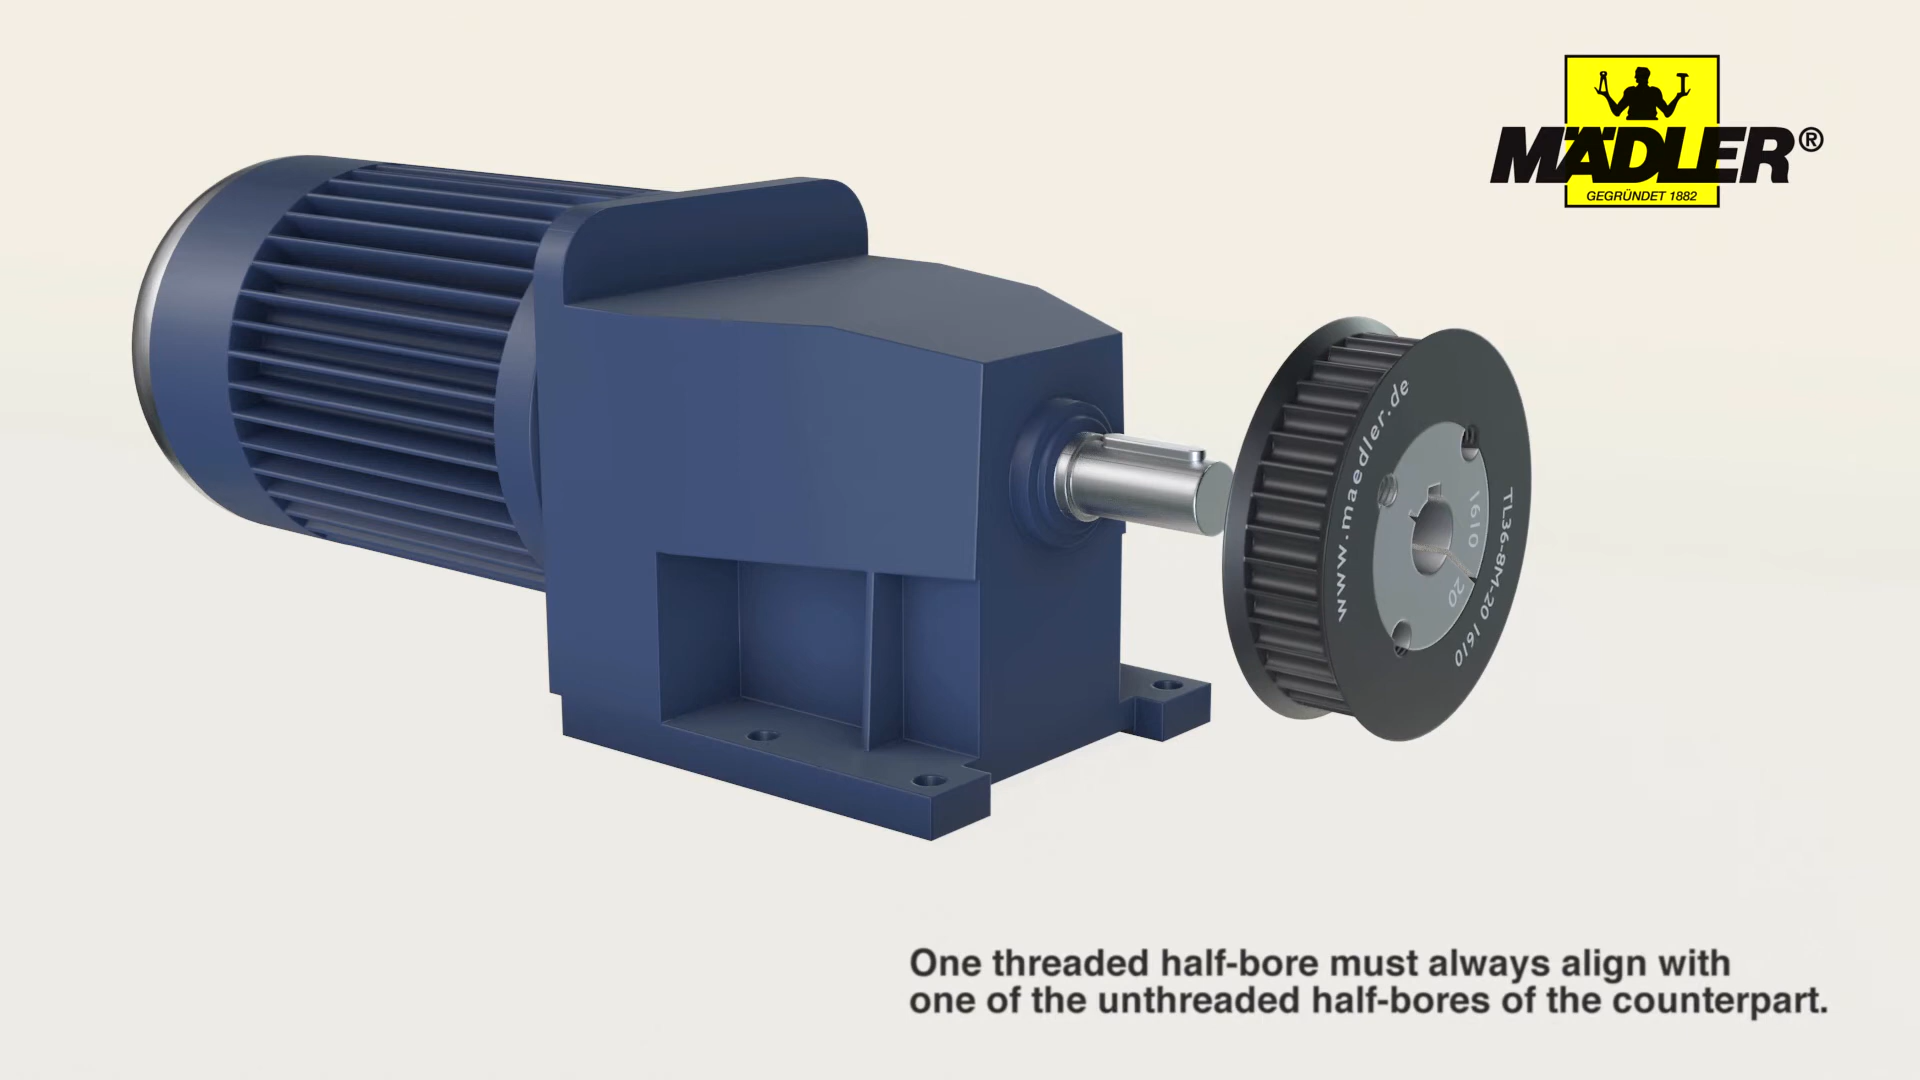 MÄDLER®
GEGRÜNDET 1882
www.maedler.de
TL36-8M-20 1610
1610
20
One threaded half-bore must always align with
one of the unthreaded half-bores of the counterpart.